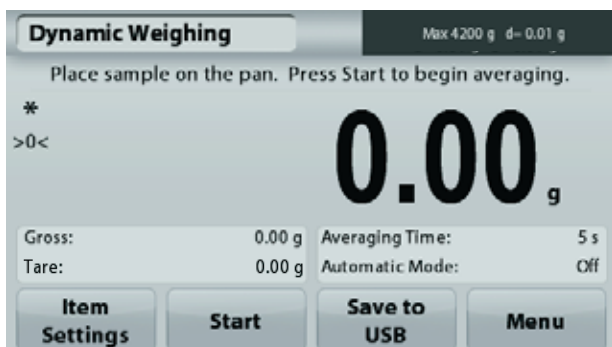 Dynamic Weighing
Max 4200 g d= 0.01 g
Place sample on the pan. Press Start to begin averaging.
*
>0<
0.00 g
Gross: 0.00 g Averaging Time: 5 s
Tare: 0.00 g Automatic Mode: Off
Item Settings
Start
Save to USB
Menu